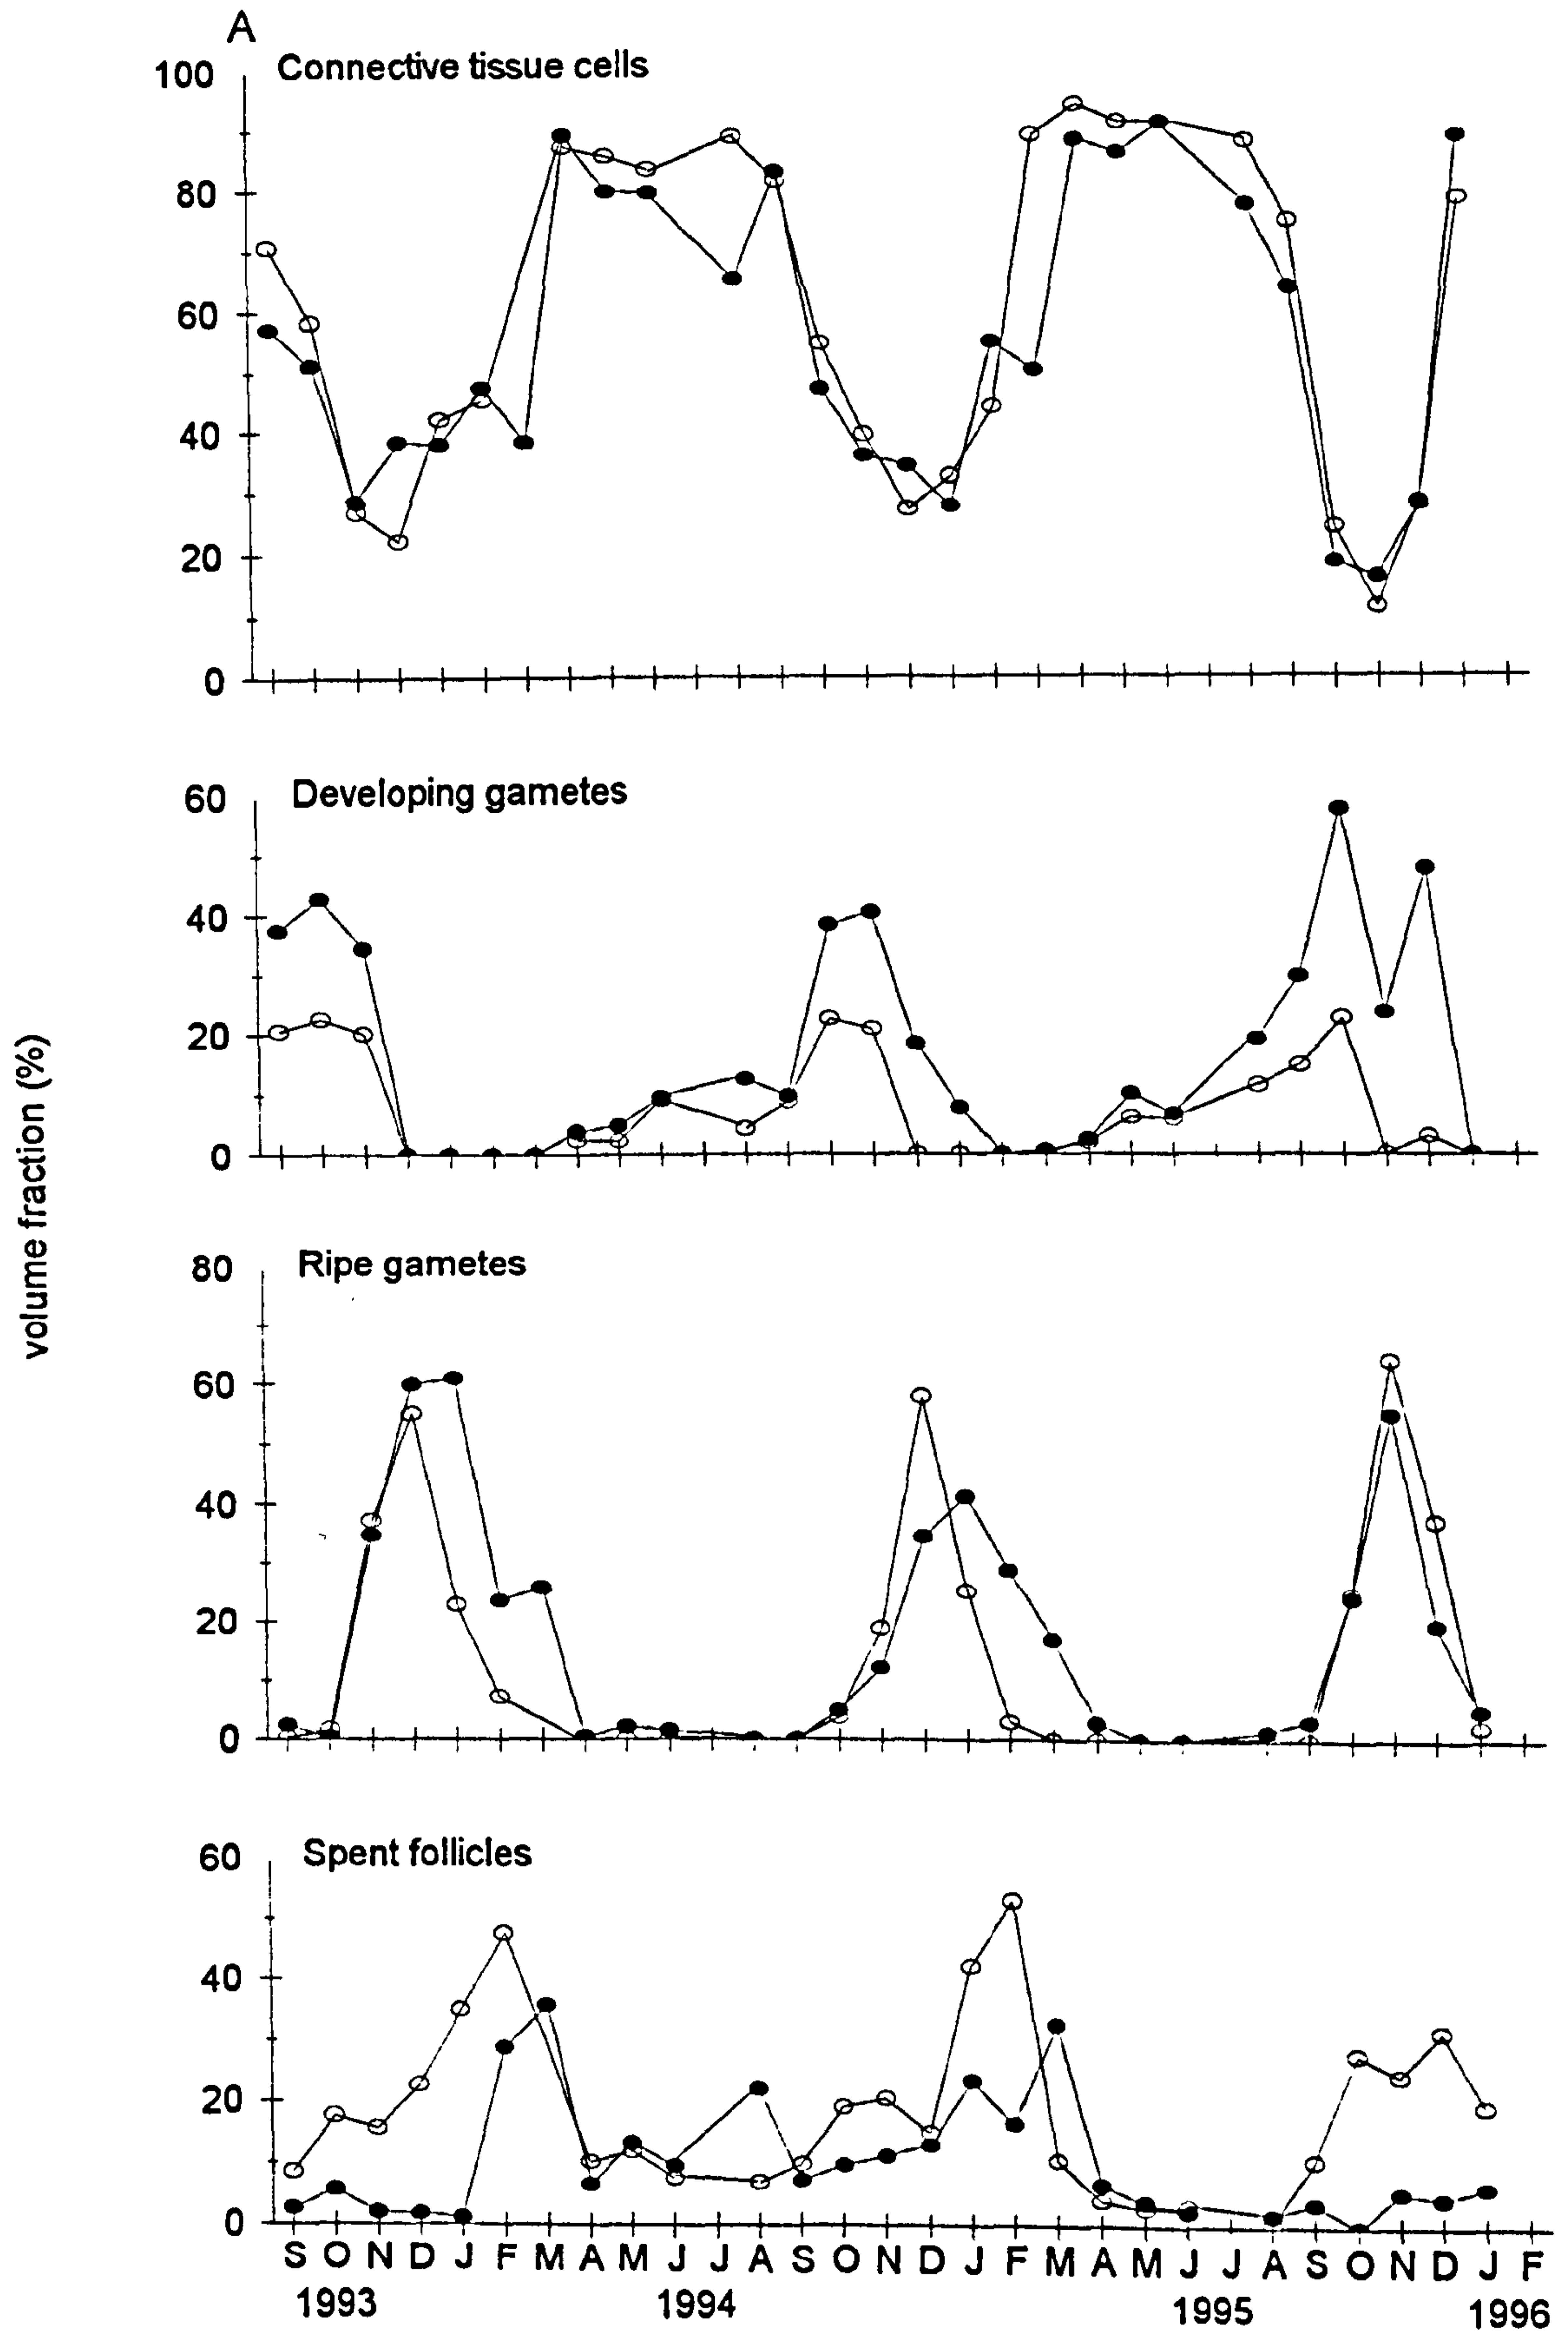 A
Connective tissue cells
100
80
60
40
20
0
Developing gametes
60
40
20
0
volume fraction (%)
Ripe gametes
80
60
40
20
0
Spent follicles
60
40
20
0
S O N D J F M A M J J A S O N D J F M A M J J A S O N D J F
1993 1994 1995 1996